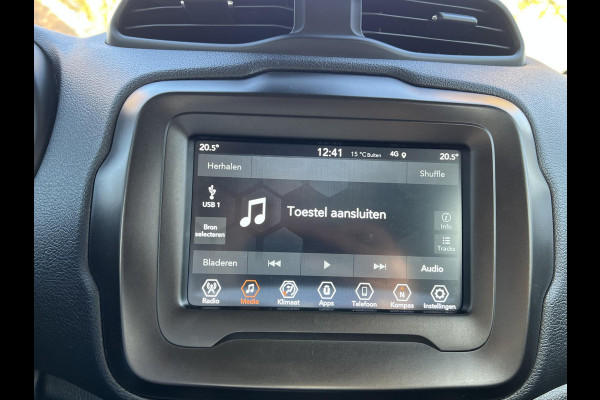 20.5° 12:41 15 °C Buiten 4G 20.5°
Herhalen Shuffle
USB 1
Toestel aansluiten
Bron
selecteren
Info
Tracks
Bladeren Audio
Radio Media Klimaat Apps Telefoon N Kompas Instellingen